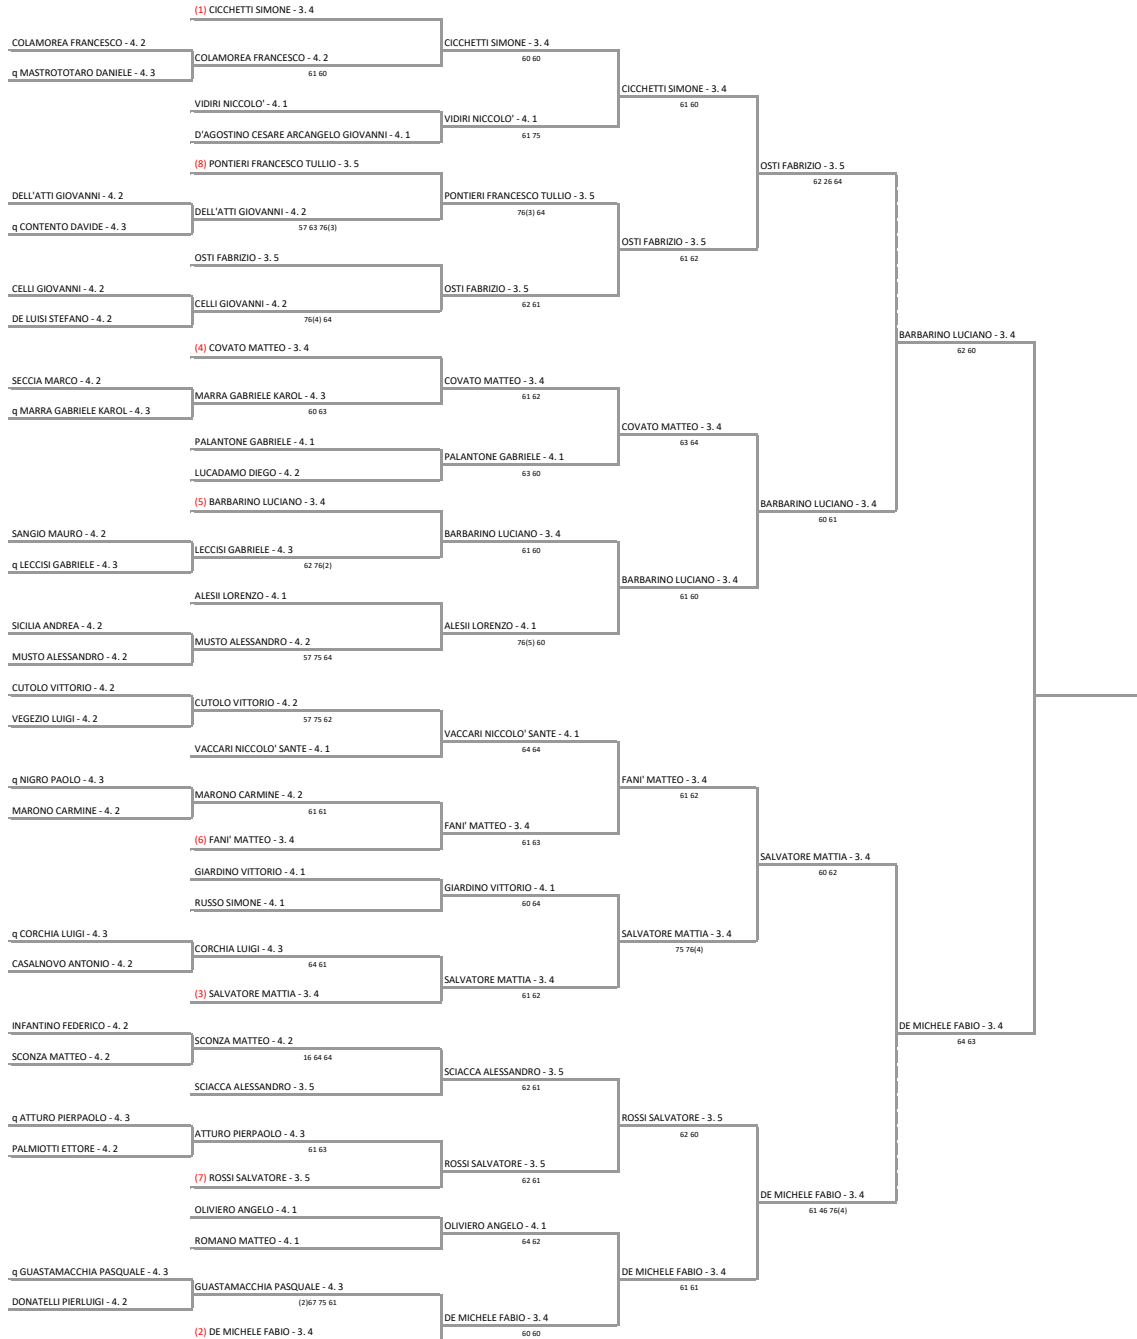 (1) CICCHETTI SIMONE - 3. 4
COLAMOREA FRANCESCO - 4. 2
CICCHETTI SIMONE - 3. 4
COLAMOREA FRANCESCO - 4. 2
60 60
q MASTROTOTARO DANIELE - 4. 3
61 60
CICCHETTI SIMONE - 3. 4
61 60
VIDIRI NICCOLO' - 4. 1
VIDIRI NICCOLO' - 4. 1
D'AGOSTINO CESARE ARCANGELO GIOVANNI - 4. 1
61 75
(8) PONTIERI FRANCESCO TULLIO - 3. 5
OSTI FABRIZIO - 3. 5
62 26 64
DELL'ATTI GIOVANNI - 4. 2
PONTIERI FRANCESCO TULLIO - 3. 5
DELL'ATTI GIOVANNI - 4. 2
76(3) 64
q CONTENTO DAVIDE - 4. 3
57 63 76(3)
OSTI FABRIZIO - 3. 5
61 62
OSTI FABRIZIO - 3. 5
CELLI GIOVANNI - 4. 2
OSTI FABRIZIO - 3. 5
CELLI GIOVANNI - 4. 2
62 61
DE LUISI STEFANO - 4. 2
76(4) 64
BARBARINO LUCIANO - 3. 4
62 60
(4) COVATO MATTEO - 3. 4
SECCIA MARCO - 4. 2
COVATO MATTEO - 3. 4
MARRA GABRIELE KAROL - 4. 3
61 62
q MARRA GABRIELE KAROL - 4. 3
60 63
COVATO MATTEO - 3. 4
63 64
PALANTONE GABRIELE - 4. 1
PALANTONE GABRIELE - 4. 1
LUCADAMO DIEGO - 4. 2
63 60
(5) BARBARINO LUCIANO - 3. 4
BARBARINO LUCIANO - 3. 4
60 61
SANGIO MAURO - 4. 2
BARBARINO LUCIANO - 3. 4
LECCISI GABRIELE - 4. 3
61 60
q LECCISI GABRIELE - 4. 3
62 76(2)
BARBARINO LUCIANO - 3. 4
61 60
ALESII LORENZO - 4. 1
SICILIA ANDREA - 4. 2
ALESII LORENZO - 4. 1
MUSTO ALESSANDRO - 4. 2
76(5) 60
MUSTO ALESSANDRO - 4. 2
57 75 64
CUTOLO VITTORIO - 4. 2
CUTOLO VITTORIO - 4. 2
VEGEZIO LUIGI - 4. 2
57 75 62
VACCARI NICCOLO' SANTE - 4. 1
VACCARI NICCOLO' SANTE - 4. 1
64 64
q NIGRO PAOLO - 4. 3
FANI' MATTEO - 3. 4
61 62
MARONO CARMINE - 4. 2
MARONO CARMINE - 4. 2
61 61
FANI' MATTEO - 3. 4
(6) FANI' MATTEO - 3. 4
61 63
SALVATORE MATTIA - 3. 4
60 62
GIARDINO VITTORIO - 4. 1
GIARDINO VITTORIO - 4. 1
RUSSO SIMONE - 4. 1
60 64
q CORCHIA LUIGI - 4. 3
SALVATORE MATTIA - 3. 4
75 76(4)
CORCHIA LUIGI - 4. 3
CASALNOVO ANTONIO - 4. 2
64 61
SALVATORE MATTIA - 3. 4
(3) SALVATORE MATTIA - 3. 4
61 62
INFANTINO FEDERICO - 4. 2
DE MICHELE FABIO - 3. 4
64 63
SCONZA MATTEO - 4. 2
SCONZA MATTEO - 4. 2
16 64 64
SCIACCA ALESSANDRO - 3. 5
SCIACCA ALESSANDRO - 3. 5
62 61
q ATTURO PIERPAOLO - 4. 3
ROSSI SALVATORE - 3. 5
62 60
ATTURO PIERPAOLO - 4. 3
PALMIOTTI ETTORE - 4. 2
61 63
ROSSI SALVATORE - 3. 5
(7) ROSSI SALVATORE - 3. 5
62 61
DE MICHELE FABIO - 3. 4
61 46 76(4)
OLIVIERO ANGELO - 4. 1
OLIVIERO ANGELO - 4. 1
ROMANO MATTEO - 4. 1
64 62
q GUASTAMACCHIA PASQUALE - 4. 3
DE MICHELE FABIO - 3. 4
61 61
GUASTAMACCHIA PASQUALE - 4. 3
DONATELLI PIERLUIGI - 4. 2
(2)67 75 61
DE MICHELE FABIO - 3. 4
(2) DE MICHELE FABIO - 3. 4
60 60